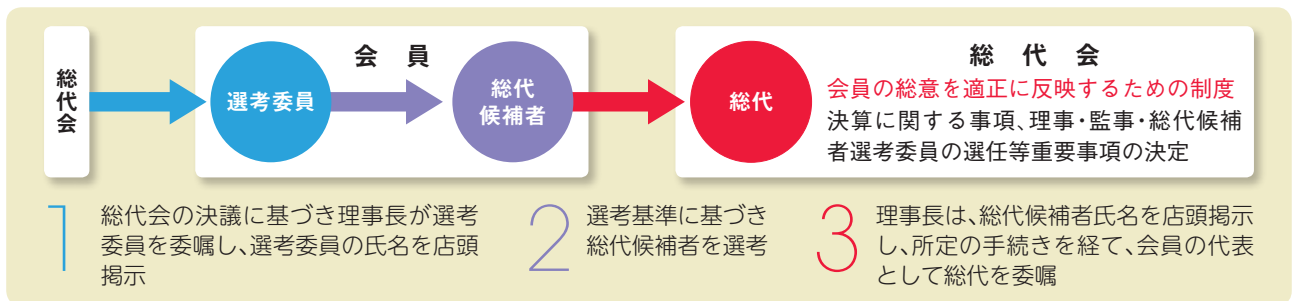 総代会
会員
選考委員
総代
候補者
総代
総代会
会員の総意を適正に反映するための制度
決算に関する事項、理事・監事・総代候補
者選考委員の選任等重要事項の決定
1
総代会の決議に基づき理事長が選考
委員を委嘱し、選考委員の氏名を店頭
掲示
2
選考基準に基づき
総代候補者を選考
3
理事長は、総代候補者氏名を店頭掲示
し、所定の手続きを経て、会員の代表
として総代を委嘱